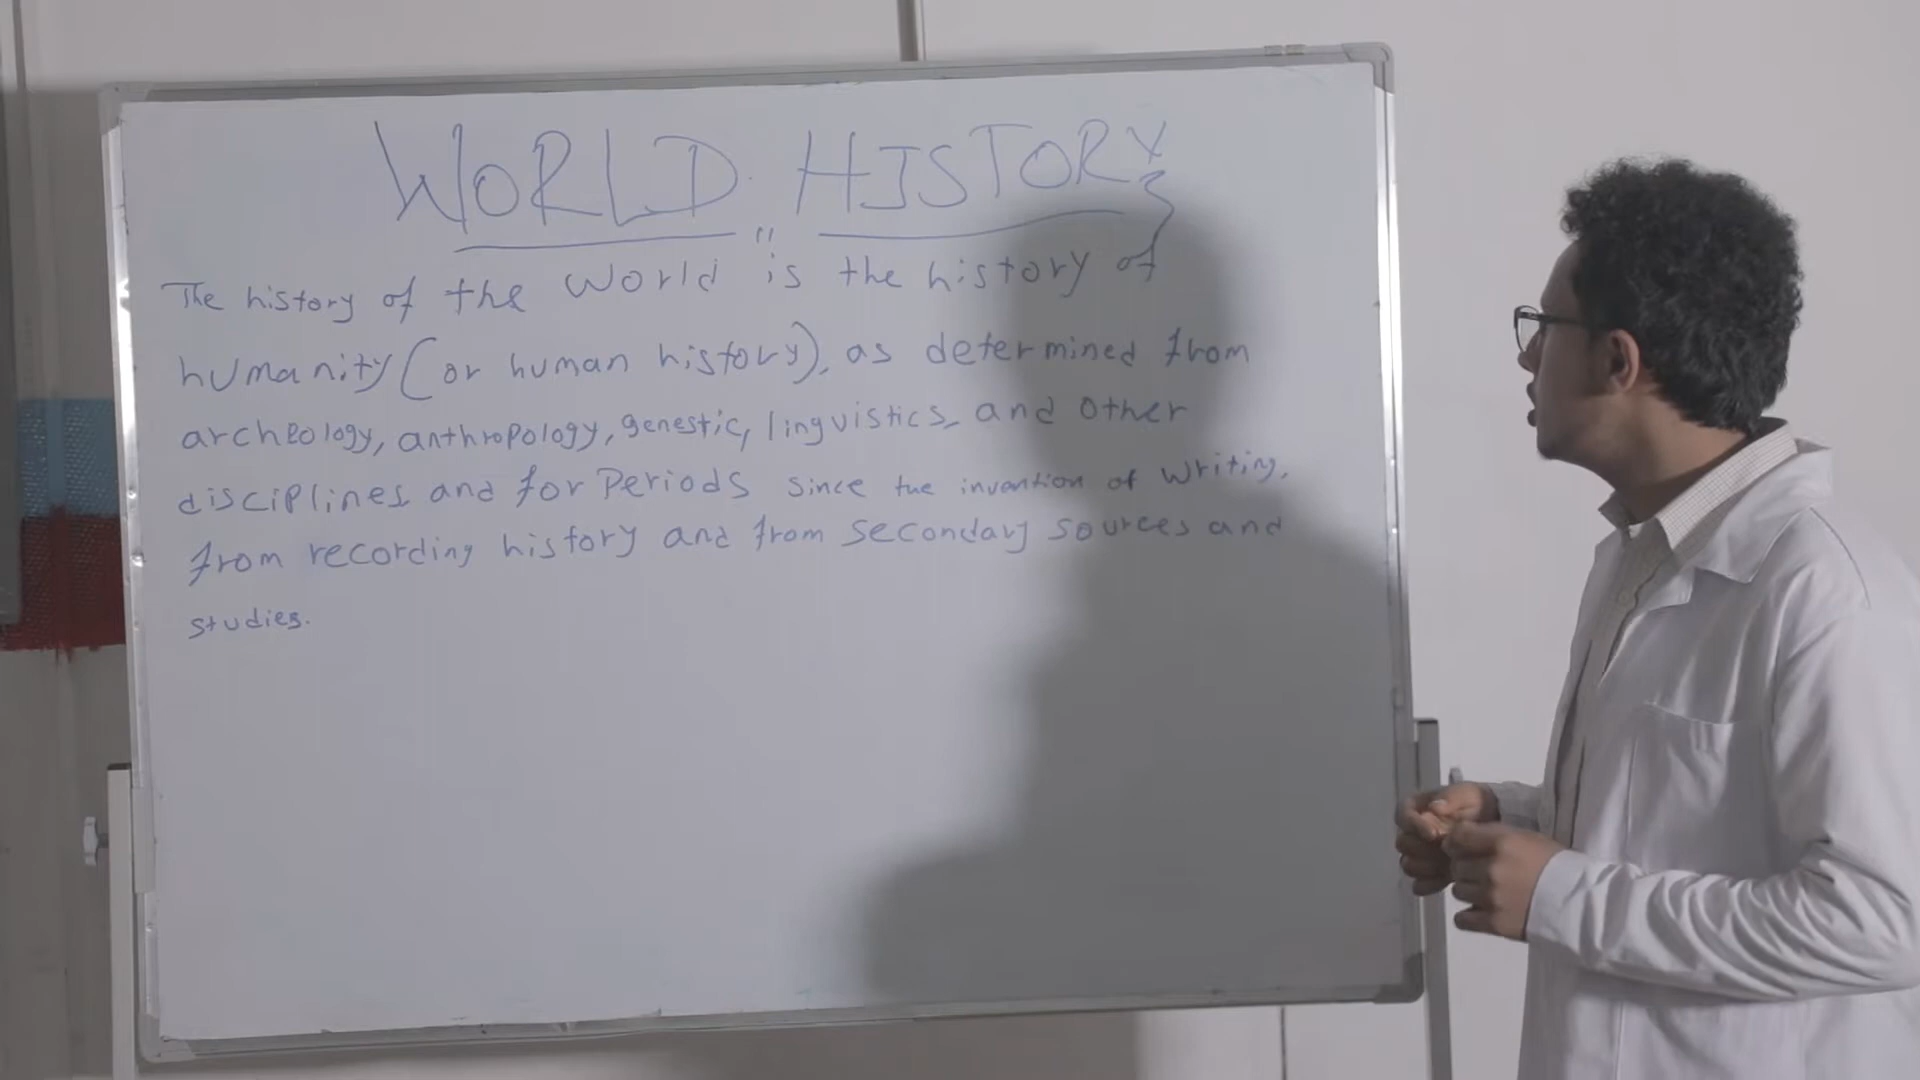 WORLD HISTORY
The history of the world is the history of
humanity (or human history), as determined from
archeology, anthropology, genestic, linguistics, and other
disciplines and for Periods since the invention of writing,
from recording history and from secondary sources and
studies.